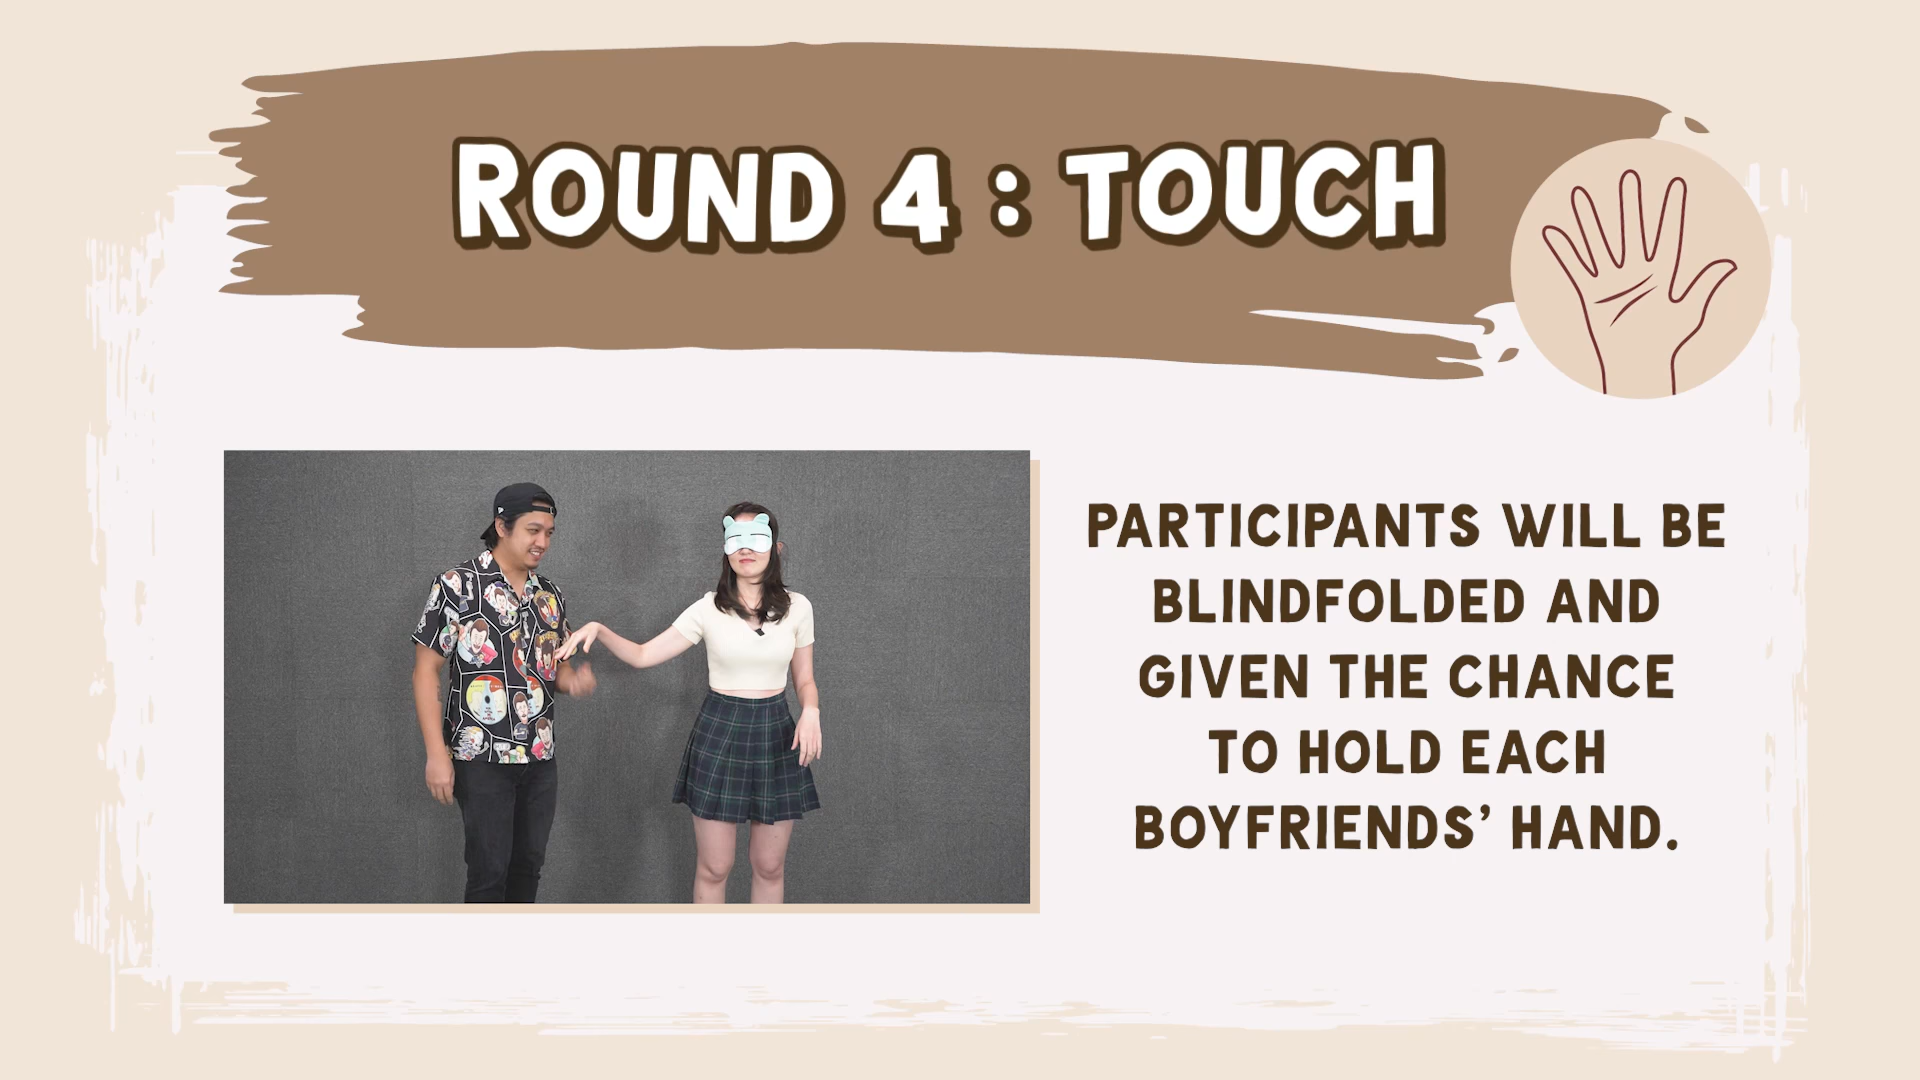 ROUND 4 : TOUCH
PARTICIPANTS WILL BE
BLINDFOLDED AND
GIVEN THE CHANCE
TO HOLD EACH
BOYFRIENDS’ HAND.